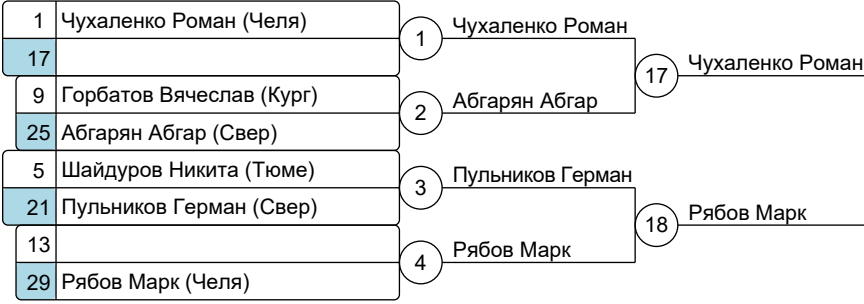 1 Чухаленко Роман (Челя)
17
9 Горбатов Вячеслав (Кург)
25 Абгарян Абгар (Свер)
5 Шайдуров Никита (Тюме)
21 Пульников Герман (Свер)
13
29 Рябов Марк (Челя)
1 Чухаленко Роман
2 Абгарян Абгар
3 Пульников Герман
4 Рябов Марк
17 Чухаленко Роман
18 Рябов Марк